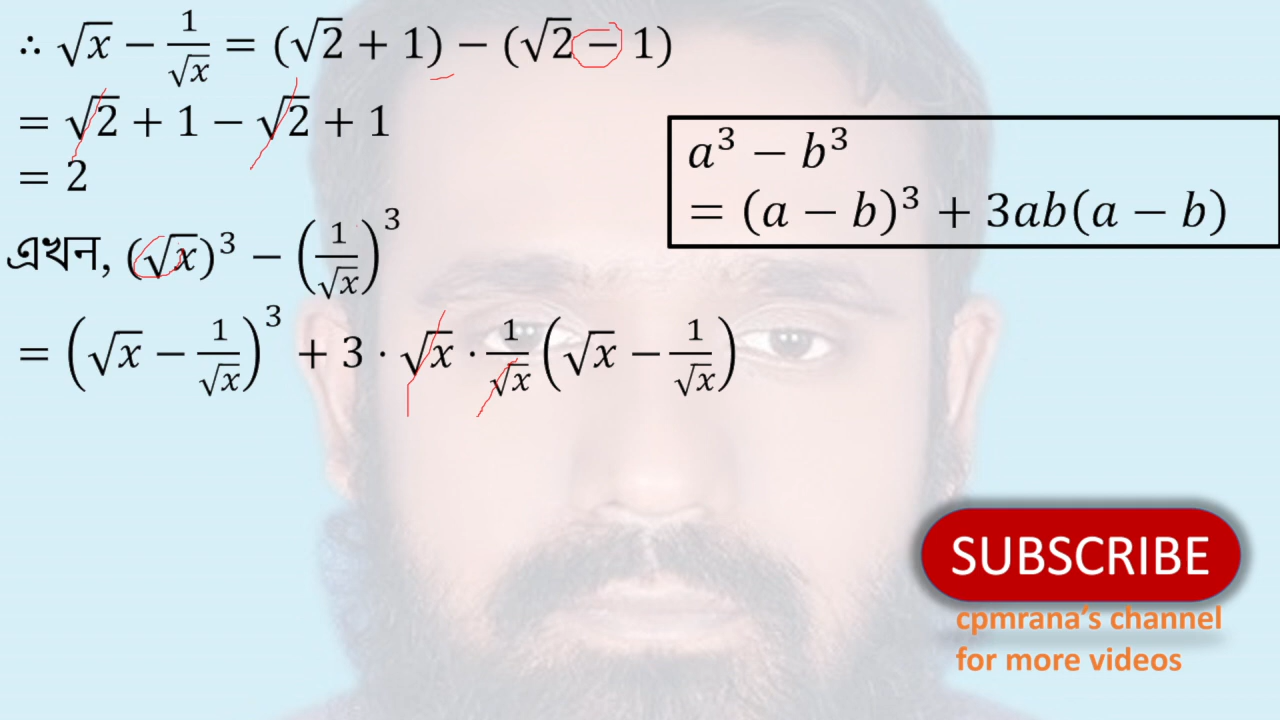 ∴ √x − 1/√x = (√2 + 1) − (√2 − 1)
= √2 + 1 − √2 + 1
= 2
a³ − b³
= (a − b)³ + 3ab(a − b)
এখন, (√x)³ − (1/√x)³
= (√x − 1/√x)³ + 3 · √x · 1/√x (√x − 1/√x)
SUBSCRIBE
cpmrana’s channel
for more videos